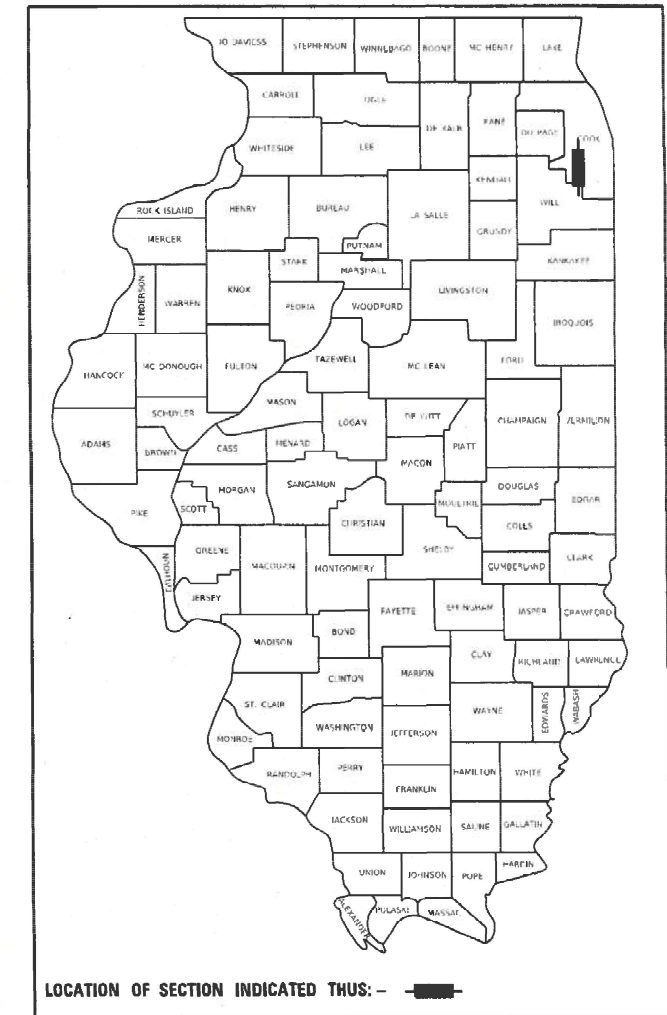 JO DAVIESS STEPHENSON WINNEBAGO BOONE MC HENRY LAKE
CARROLL OGLE
DE KALB KANE DU PAGE COOK
WHITESIDE LEE
KENDALL WILL
ROCK ISLAND HENRY BUREAU LA SALLE
MERCER GRUNDY
PUTNAM
STARK MARSHALL KANKAKEE
HENDERSON WARREN KNOX LIVINGSTON
PEORIA WOODFORD IROQUOIS
HANCOCK MC DONOUGH FULTON TAZEWELL MC LEAN FORD
MASON
SCHUYLER LOGAN DE WITT CHAMPAIGN VERMILION
ADAMS BROWN CASS MENARD PIATT
MACON
MORGAN SANGAMON DOUGLAS
PIKE SCOTT MOULTRIE EDGAR
CHRISTIAN COLES
GREENE SHELBY
CALHOUN MACOUPIN MONTGOMERY CUMBERLAND CLARK
JERSEY
FAYETTE EFFINGHAM JASPER CRAWFORD
MADISON BOND
CLAY RICHLAND LAWRENCE
CLINTON MARION
ST. CLAIR WAYNE EDWARDS WABASH
WASHINGTON JEFFERSON
MONROE
RANDOLPH PERRY HAMILTON WHITE
FRANKLIN
JACKSON WILLIAMSON SALINE GALLATIN
HARDIN
UNION JOHNSON POPE
ALEXANDER PULASKI MASSAC
LOCATION OF SECTION INDICATED THUS: –